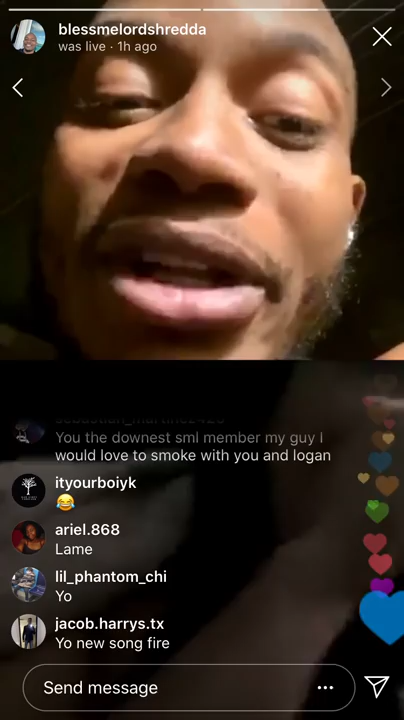 blessmelordshredda
was live · 1h ago
You the downest sml member my guy I
would love to smoke with you and logan
ityourboiyk
😂
ariel.868
Lame
lil_phantom_chi
Yo
jacob.harrys.tx
Yo new song fire
Send message